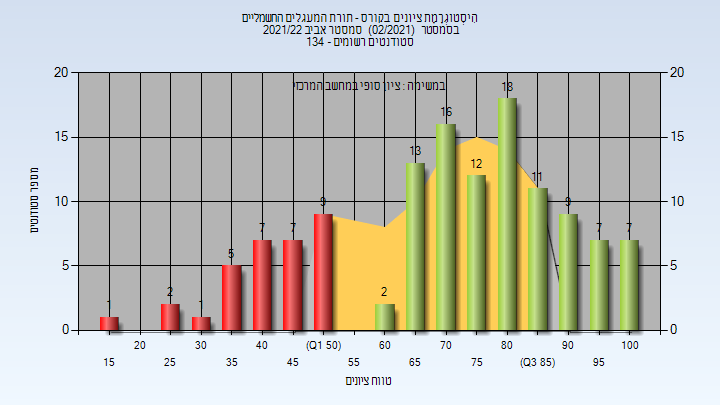 היסטוגרמת ציונים בקורס - תורת המעגלים החשמליים
בסמסטר (02/2021) סמסטר אביב 2021/22
סטודנטים רשומים - 134
במשימה : ציון סופי במחשב המרכזי
מספר סטודנטים
20 20
15 15
10 10
5 5
0 0
1 2 1 5 7 7 9 2 13 16 12 18 11 9 7 7
20 30 40 (Q1 50) 60 70 80 90 100
15 25 35 45 55 65 75 (Q3 85) 95
טווח ציונים